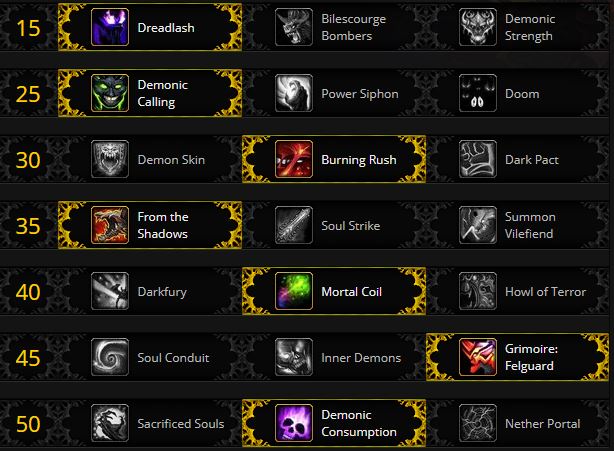 15 Dreadlash Bilescourge Bombers Demonic Strength
25 Demonic Calling Power Siphon Doom
30 Demon Skin Burning Rush Dark Pact
35 From the Shadows Soul Strike Summon Vilefiend
40 Darkfury Mortal Coil Howl of Terror
45 Soul Conduit Inner Demons Grimoire: Felguard
50 Sacrificed Souls Demonic Consumption Nether Portal